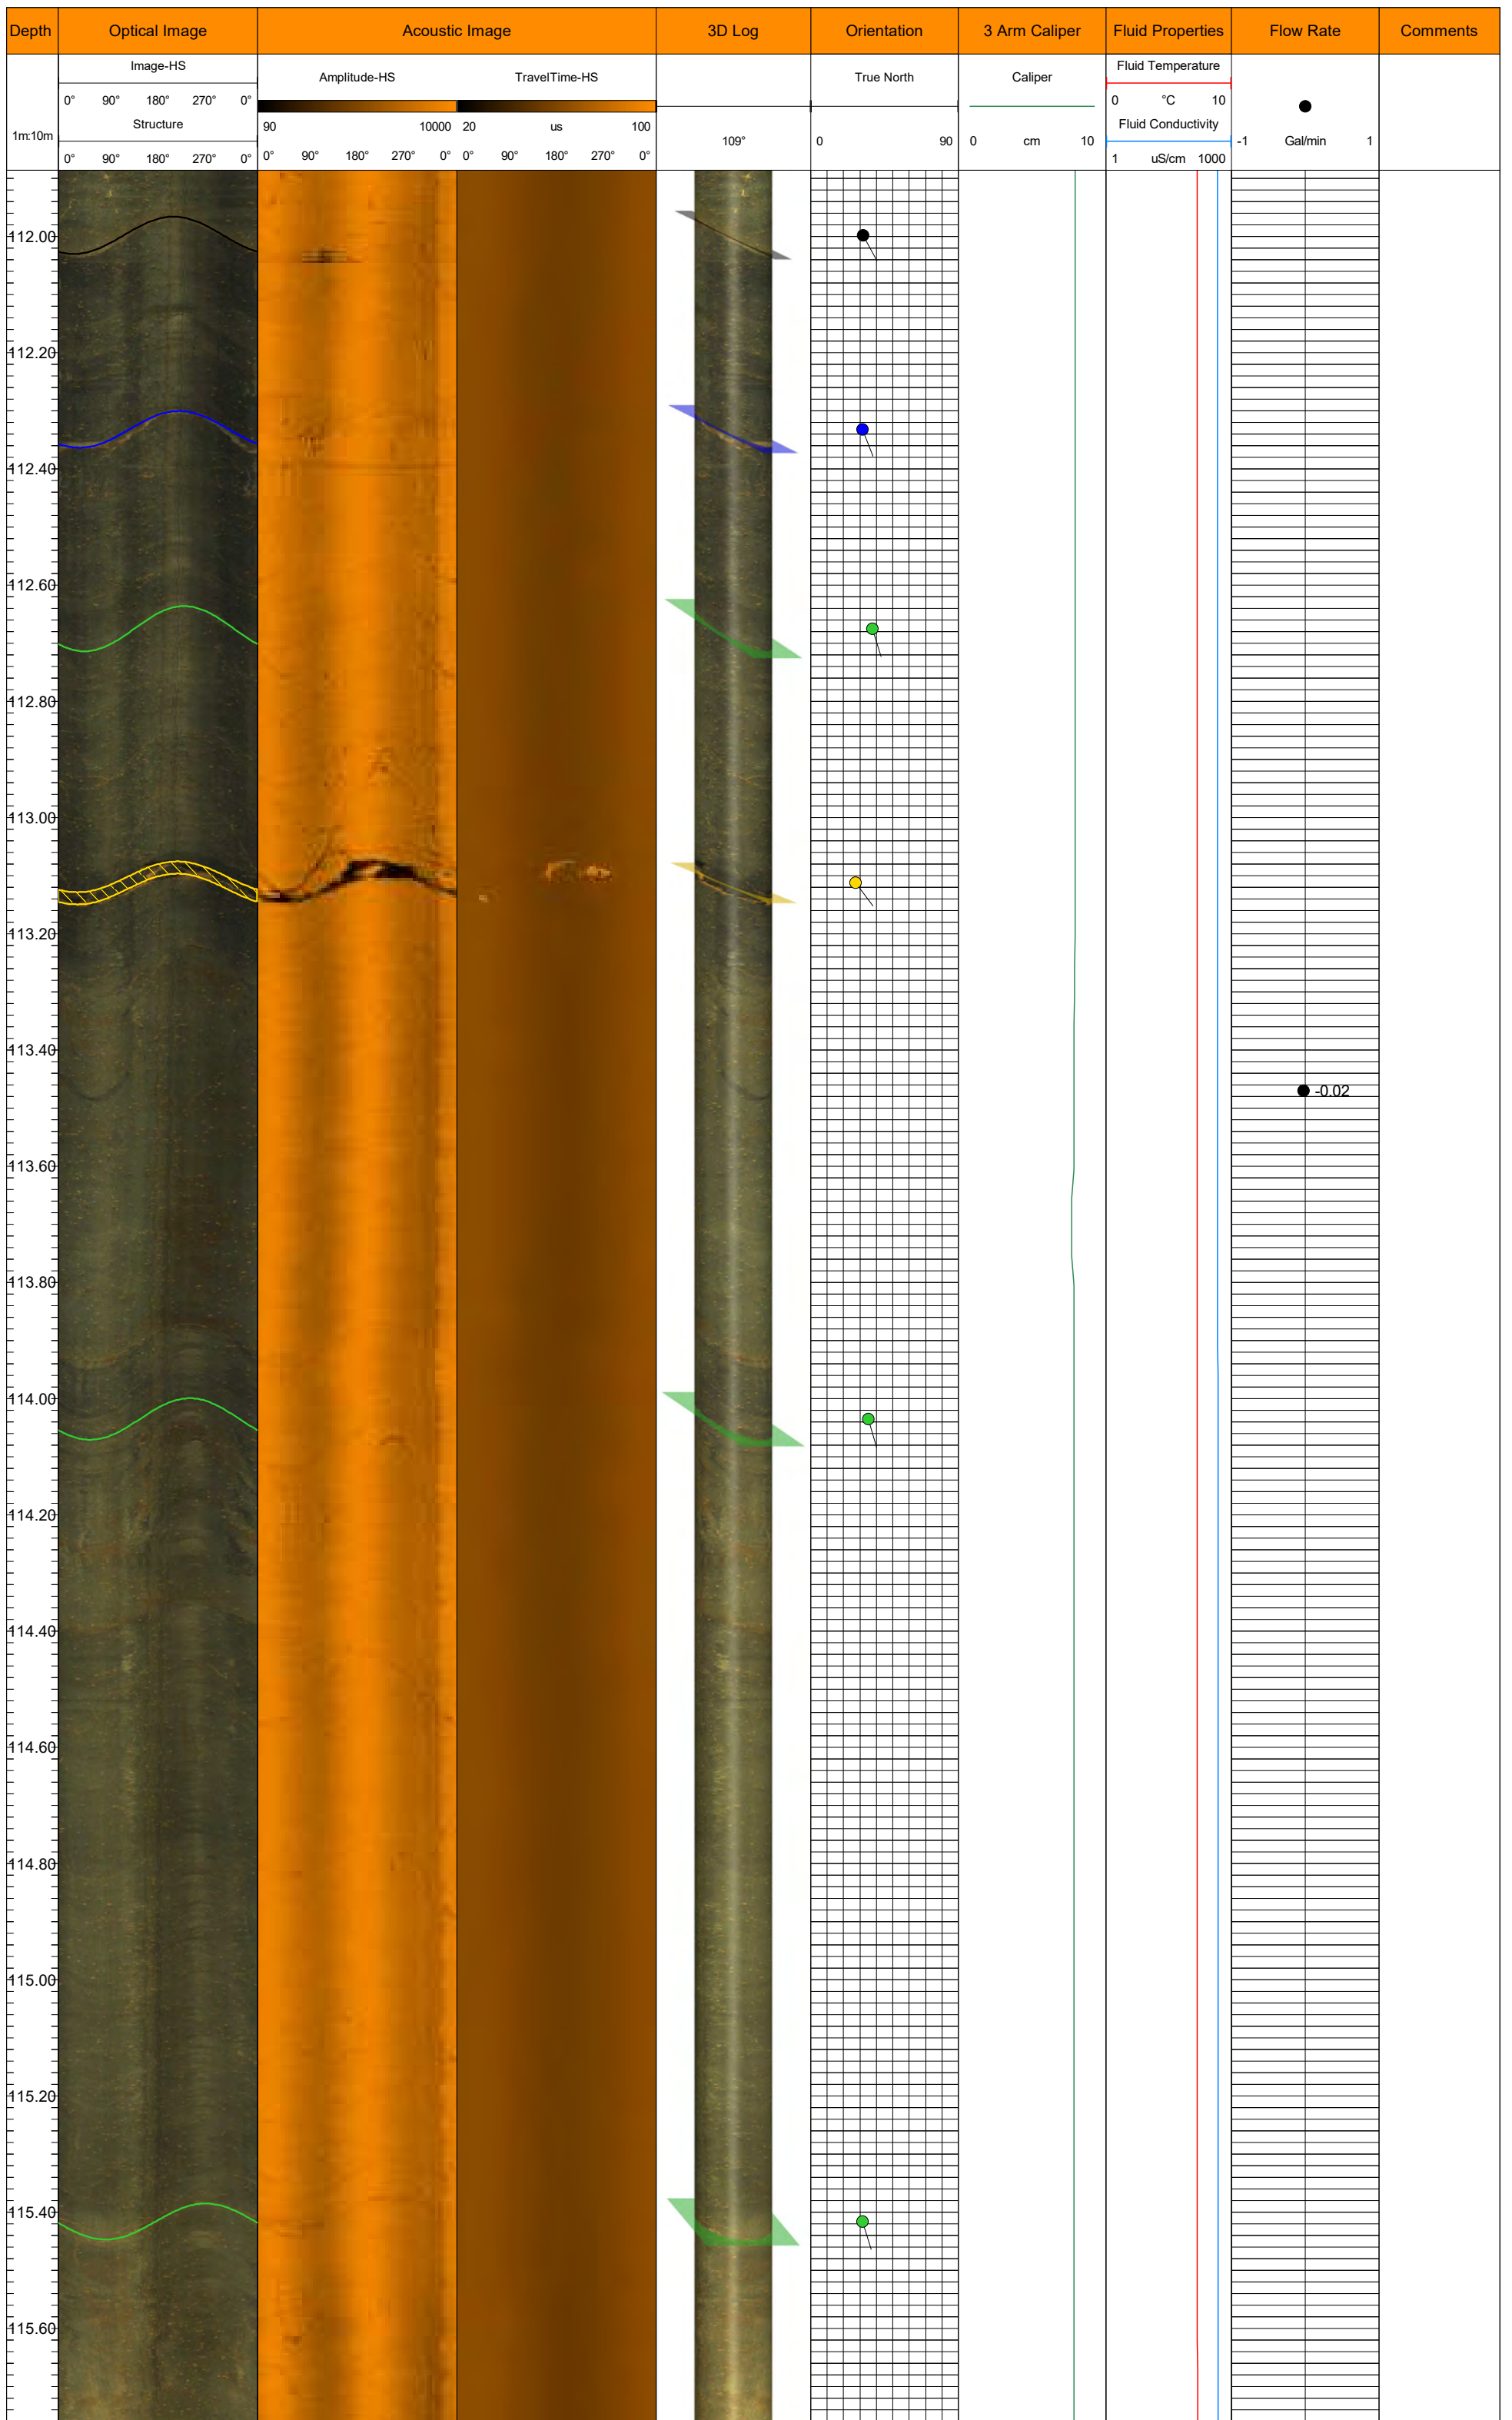 Depth Optical Image Acoustic Image 3D Log Orientation 3 Arm Caliper Fluid Properties Flow Rate Comments
1m:10m
Image-HS
0° 90° 180° 270° 0°
Structure
0° 90° 180° 270° 0°
Amplitude-HS
90 10000
0° 90° 180° 270° 0°
TravelTime-HS
20 us 100
0° 90° 180° 270° 0°
109°
True North
0 90
Caliper
0 cm 10
Fluid Temperature
0 °C 10
Fluid Conductivity
1 uS/cm 1000
-1 Gal/min 1
112.00
112.20
112.40
112.60
112.80
113.00
113.20
113.40
-0.02
113.60
113.80
114.00
114.20
114.40
114.60
114.80
115.00
115.20
115.40
115.60